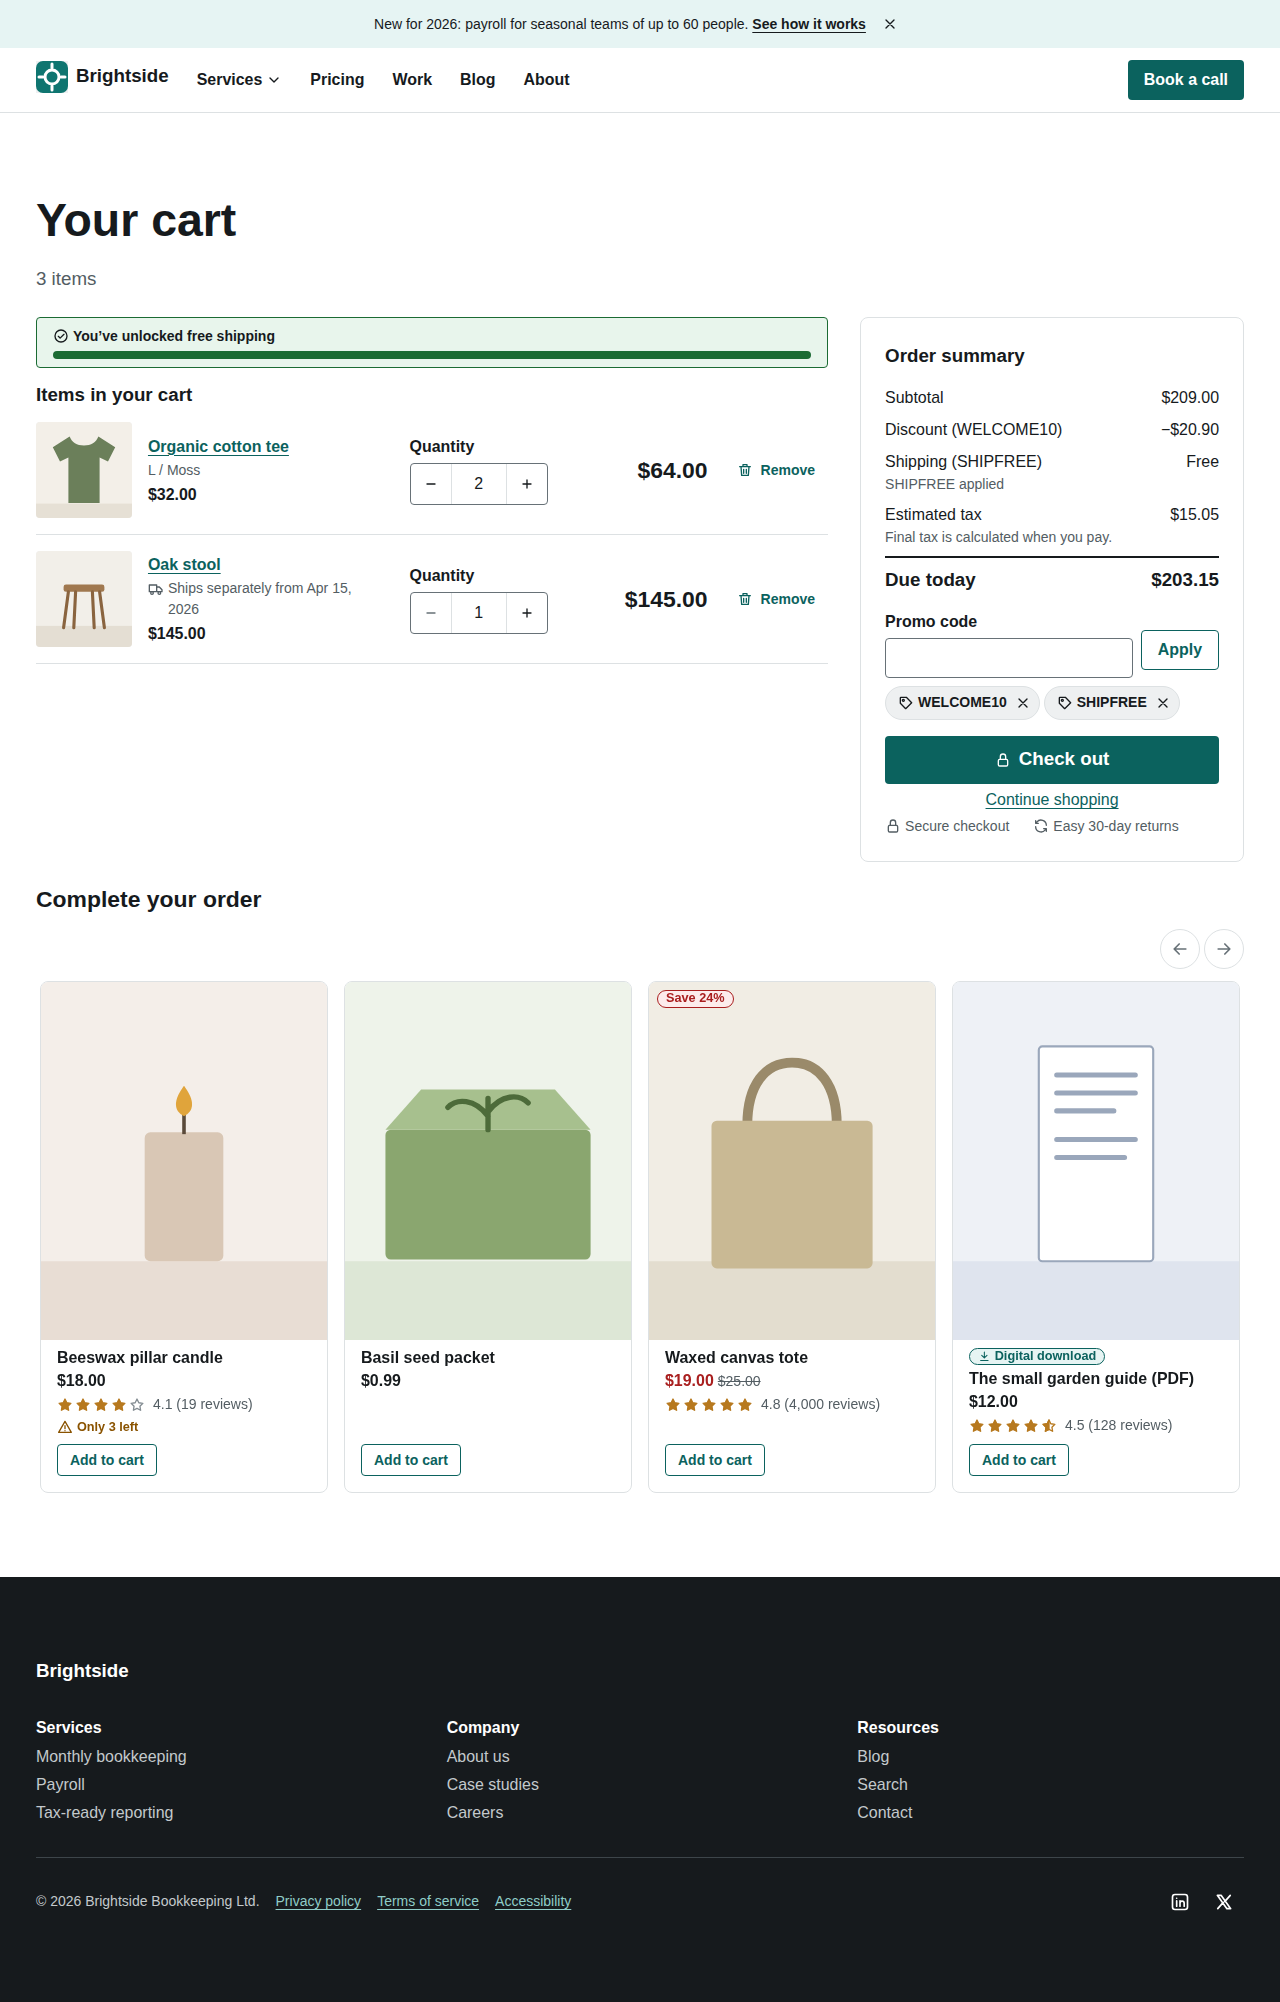 New for 2026: payroll for seasonal teams of up to 60 people. See how it works
Brightside
Services
Pricing
Work
Blog
About
Book a call
Your cart
3 items
You’ve unlocked free shipping
Items in your cart
Organic cotton tee
L / Moss
$32.00
Quantity
2
$64.00
Remove
Oak stool
Ships separately from Apr 15,
2026
$145.00
Quantity
1
$145.00
Remove
Order summary
Subtotal $209.00
Discount (WELCOME10) −$20.90
Shipping (SHIPFREE) Free
SHIPFREE applied
Estimated tax $15.05
Final tax is calculated when you pay.
Due today $203.15
Promo code
Apply
WELCOME10
SHIPFREE
Check out
Continue shopping
Secure checkout
Easy 30-day returns
Complete your order
Beeswax pillar candle
$18.00
4.1 (19 reviews)
Only 3 left
Add to cart
Basil seed packet
$0.99
Add to cart
Save 24%
Waxed canvas tote
$19.00 $25.00
4.8 (4,000 reviews)
Add to cart
Digital download
The small garden guide (PDF)
$12.00
4.5 (128 reviews)
Add to cart
Brightside
Services
Monthly bookkeeping
Payroll
Tax-ready reporting
Company
About us
Case studies
Careers
Resources
Blog
Search
Contact
© 2026 Brightside Bookkeeping Ltd.
Privacy policy
Terms of service
Accessibility